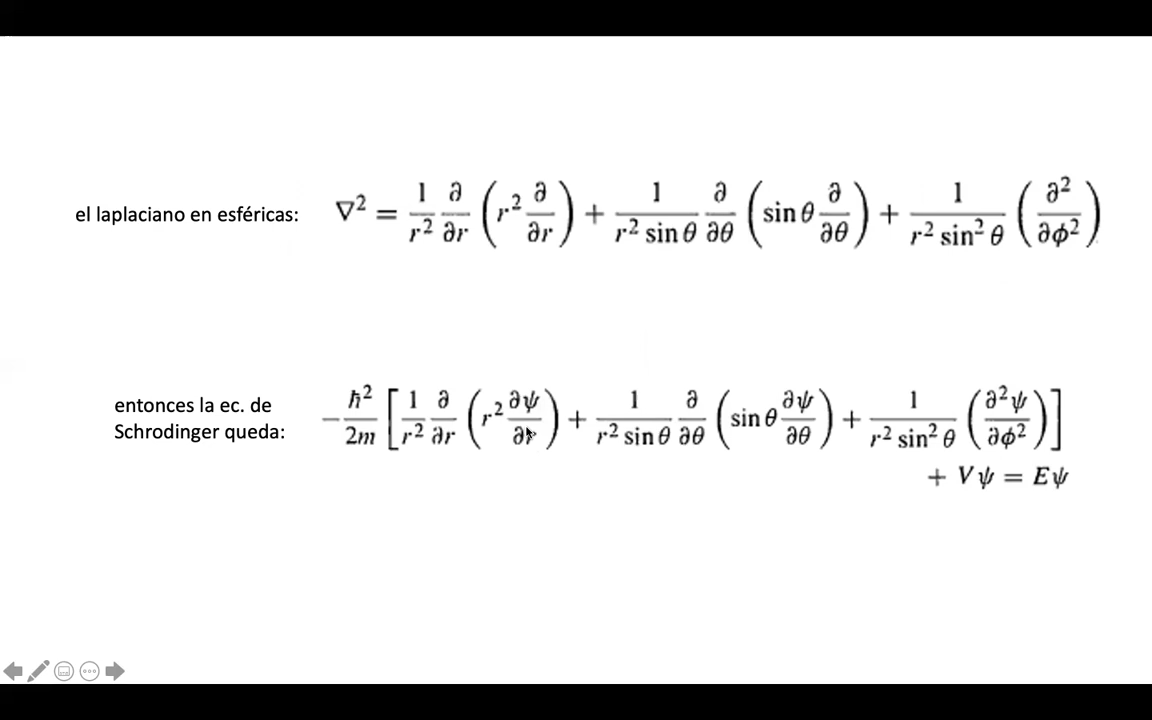 el laplaciano en esféricas: ∇² = 1/r² ∂/∂r (r² ∂/∂r) + 1/(r² sin θ) ∂/∂θ (sin θ ∂/∂θ) + 1/(r² sin² θ) (∂²/∂ϕ²)
entonces la ec. de
Schrodinger queda: −ħ²/2m [1/r² ∂/∂r (r² ∂ψ/∂r) + 1/(r² sin θ) ∂/∂θ (sin θ ∂ψ/∂θ) + 1/(r² sin² θ) (∂²ψ/∂ϕ²)]
+ Vψ = Eψ